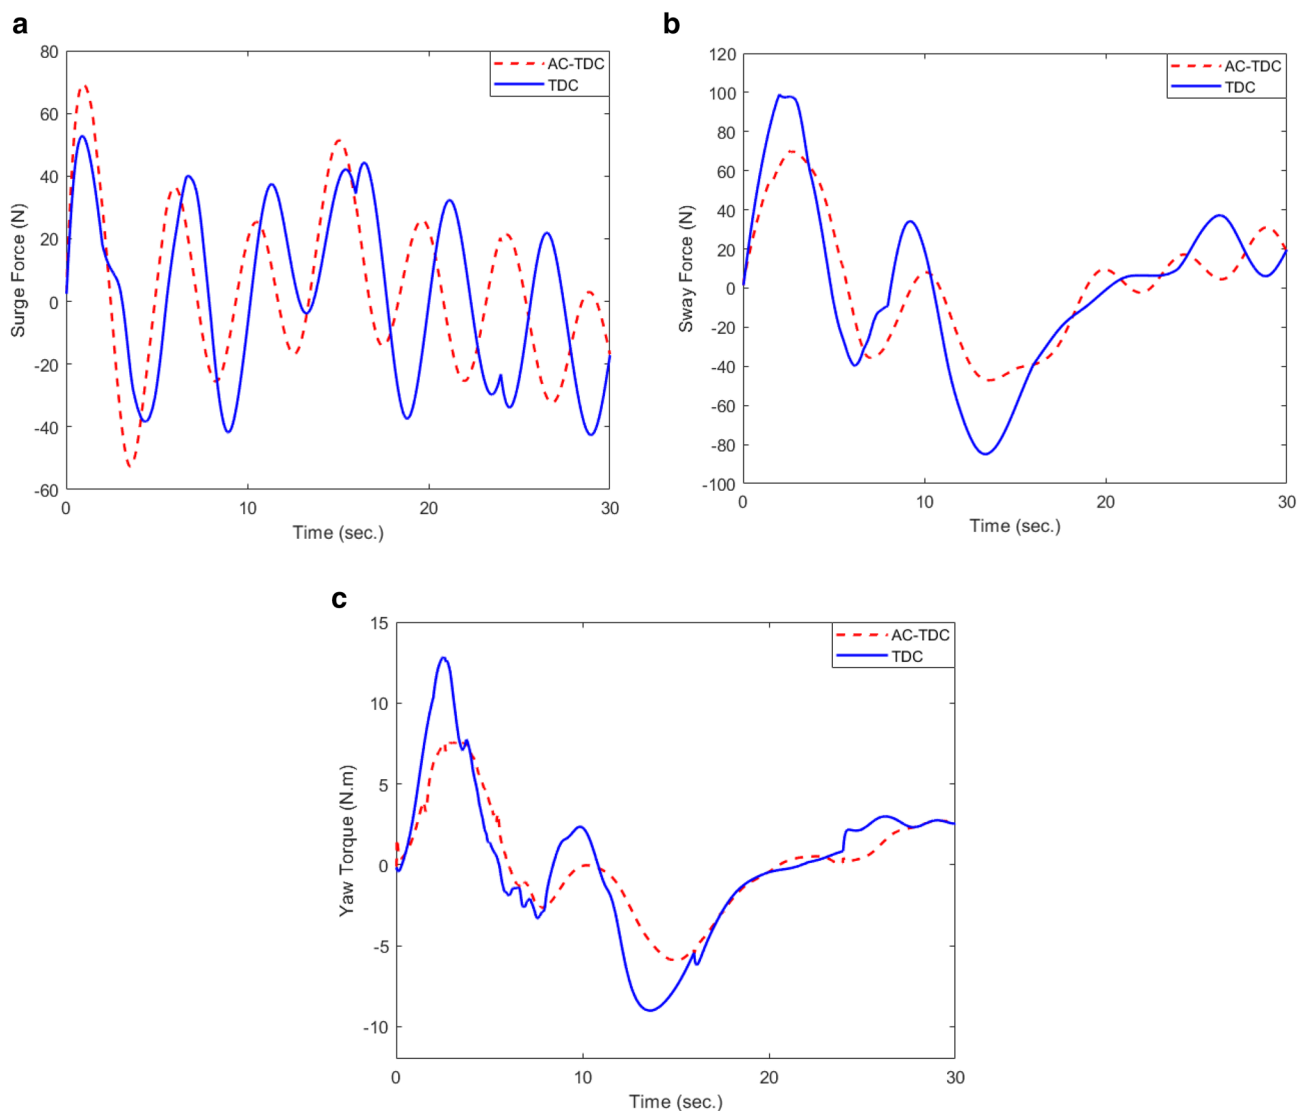 a
80
60
40
20
0
-20
-40
-60
0
10
20
30
Surge Force (N)
Time (sec.)
AC-TDC
TDC
b
120
100
80
60
40
20
0
-20
-40
-60
-80
-100
0
10
20
30
Sway Force (N)
Time (sec.)
AC-TDC
TDC
c
15
10
5
0
-5
-10
0
10
20
30
Yaw Torque (N.m)
Time (sec.)
AC-TDC
TDC